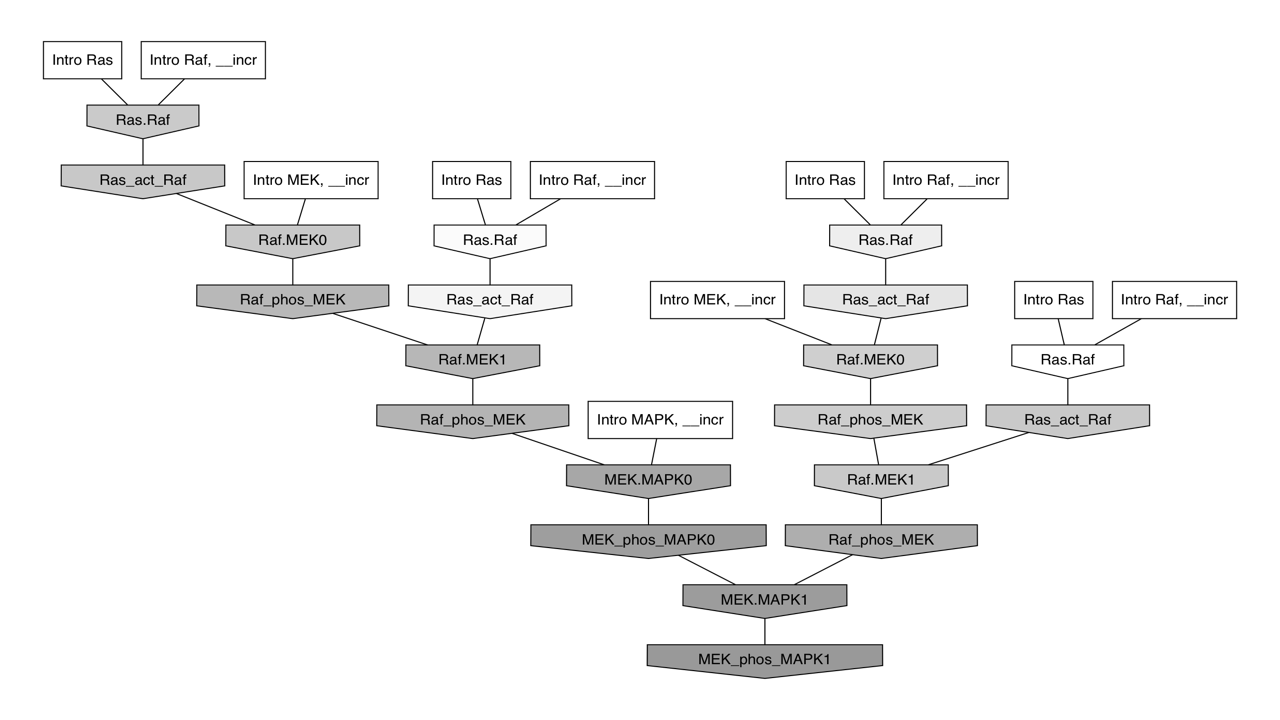 Intro Ras
Intro Raf, __incr
Ras.Raf
Ras_act_Raf
Intro MEK, __incr
Intro Ras
Intro Raf, __incr
Intro Ras
Intro Raf, __incr
Raf.MEK0
Ras.Raf
Ras.Raf
Raf_phos_MEK
Ras_act_Raf
Intro MEK, __incr
Ras_act_Raf
Intro Ras
Intro Raf, __incr
Raf.MEK1
Raf.MEK0
Ras.Raf
Raf_phos_MEK
Intro MAPK, __incr
Raf_phos_MEK
Ras_act_Raf
MEK.MAPK0
Raf.MEK1
MEK_phos_MAPK0
Raf_phos_MEK
MEK.MAPK1
MEK_phos_MAPK1